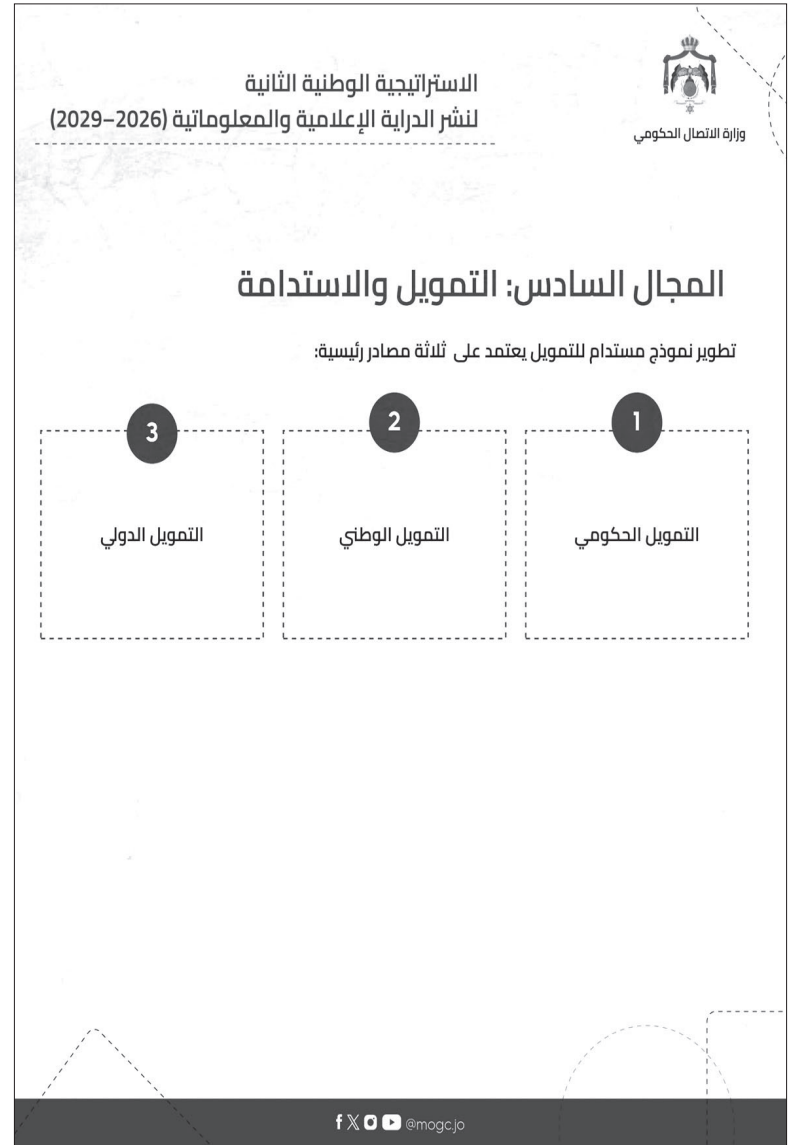 وزارة الاتصال الحكومي
الاستراتيجية الوطنية الثانية
لنشر الدراية الإعلامية والمعلوماتية (2026–2029)
المجال السادس: التمويل والاستدامة
تطوير نموذج مستدام للتمويل يعتمد على ثلاثة مصادر رئيسية:
1
التمويل الحكومي
2
التمويل الوطني
3
التمويل الدولي
@mogc.jo